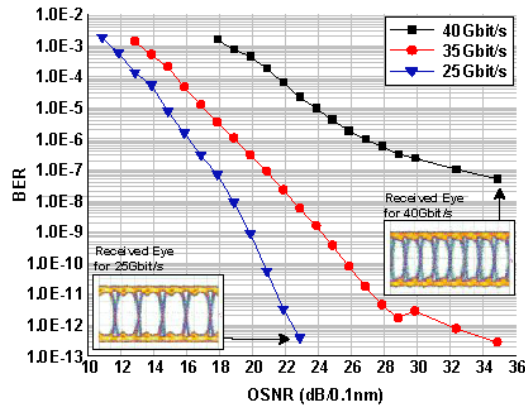 1.0E-2
1.0E-3
1.0E-4
1.0E-5
1.0E-6
1.0E-7
1.0E-8
1.0E-9
1.0E-10
1.0E-11
1.0E-12
1.0E-13
BER
40Gbit/s
35Gbit/s
25Gbit/s
Received Eye
for 40Gbit/s
Received Eye
for 25Gbit/s
10 12 14 16 18 20 22 24 26 28 30 32 34 36
OSNR (dB/0.1nm)